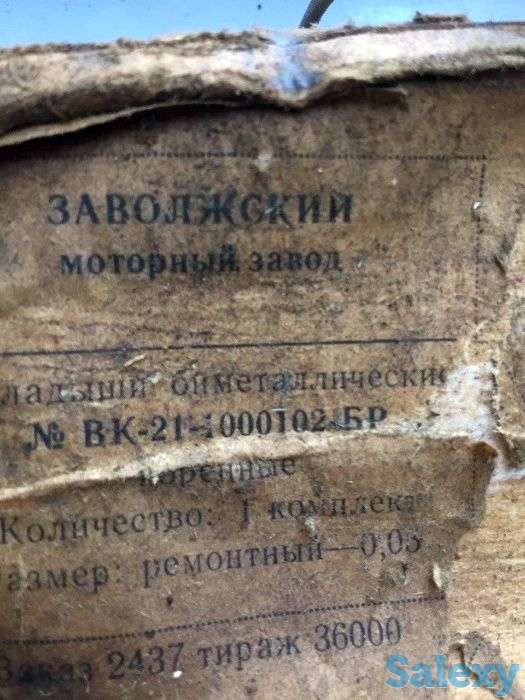 ЗАВОЛЖСКИЙ
моторный завод
ладыши биметаллические
№ ВК-21-1000102-БР
коренные
Количество: 1 комплект
азмер: ремонтный—0,05
Заказ 2437 тираж 36000
Salexy